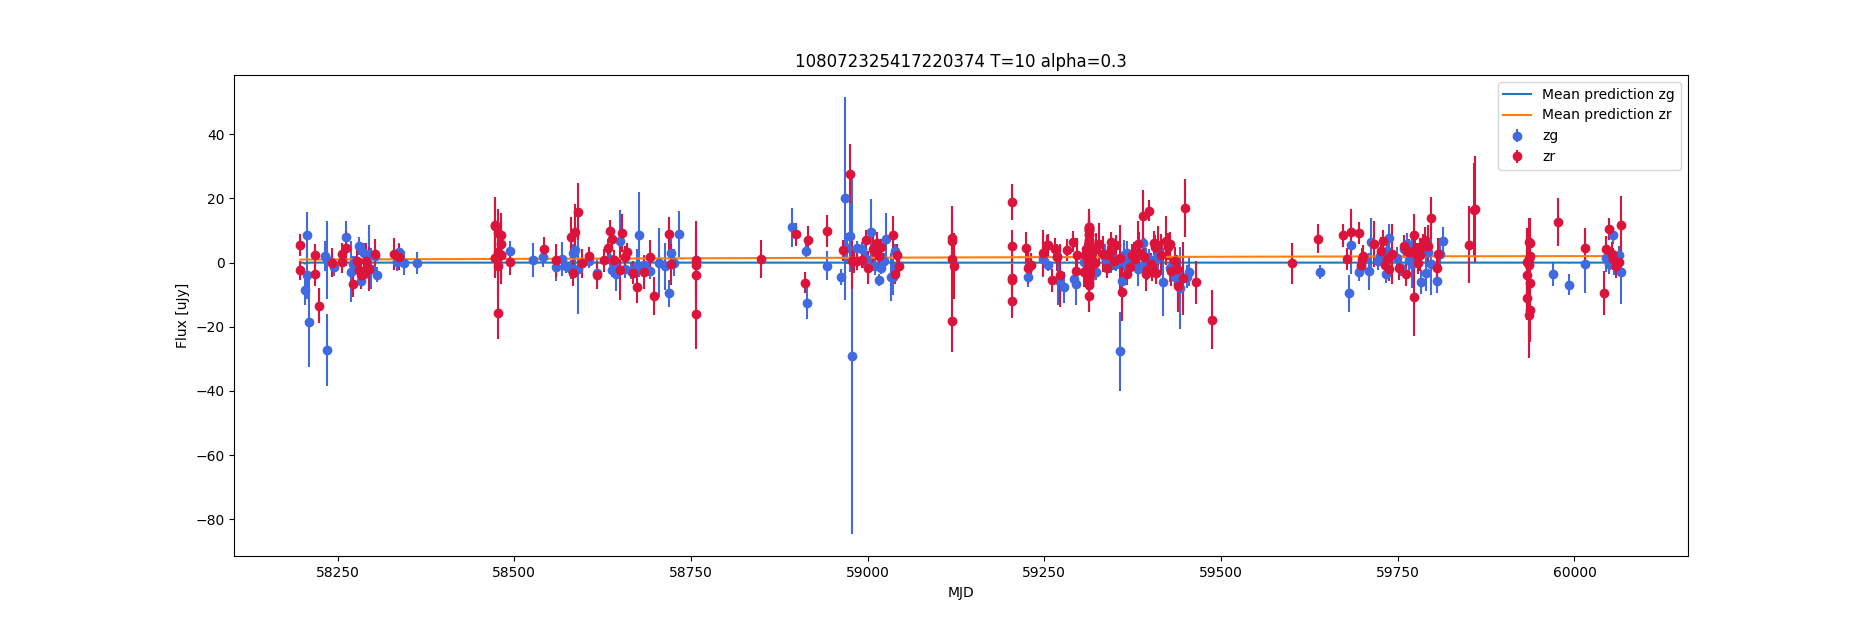 108072325417220374 T=10 alpha=0.3
Mean prediction zg
Mean prediction zr
zg
zr
Flux [uJy]
40
20
0
−20
−40
−60
−80
58250 58500 58750 59000 59250 59500 59750 60000
MJD